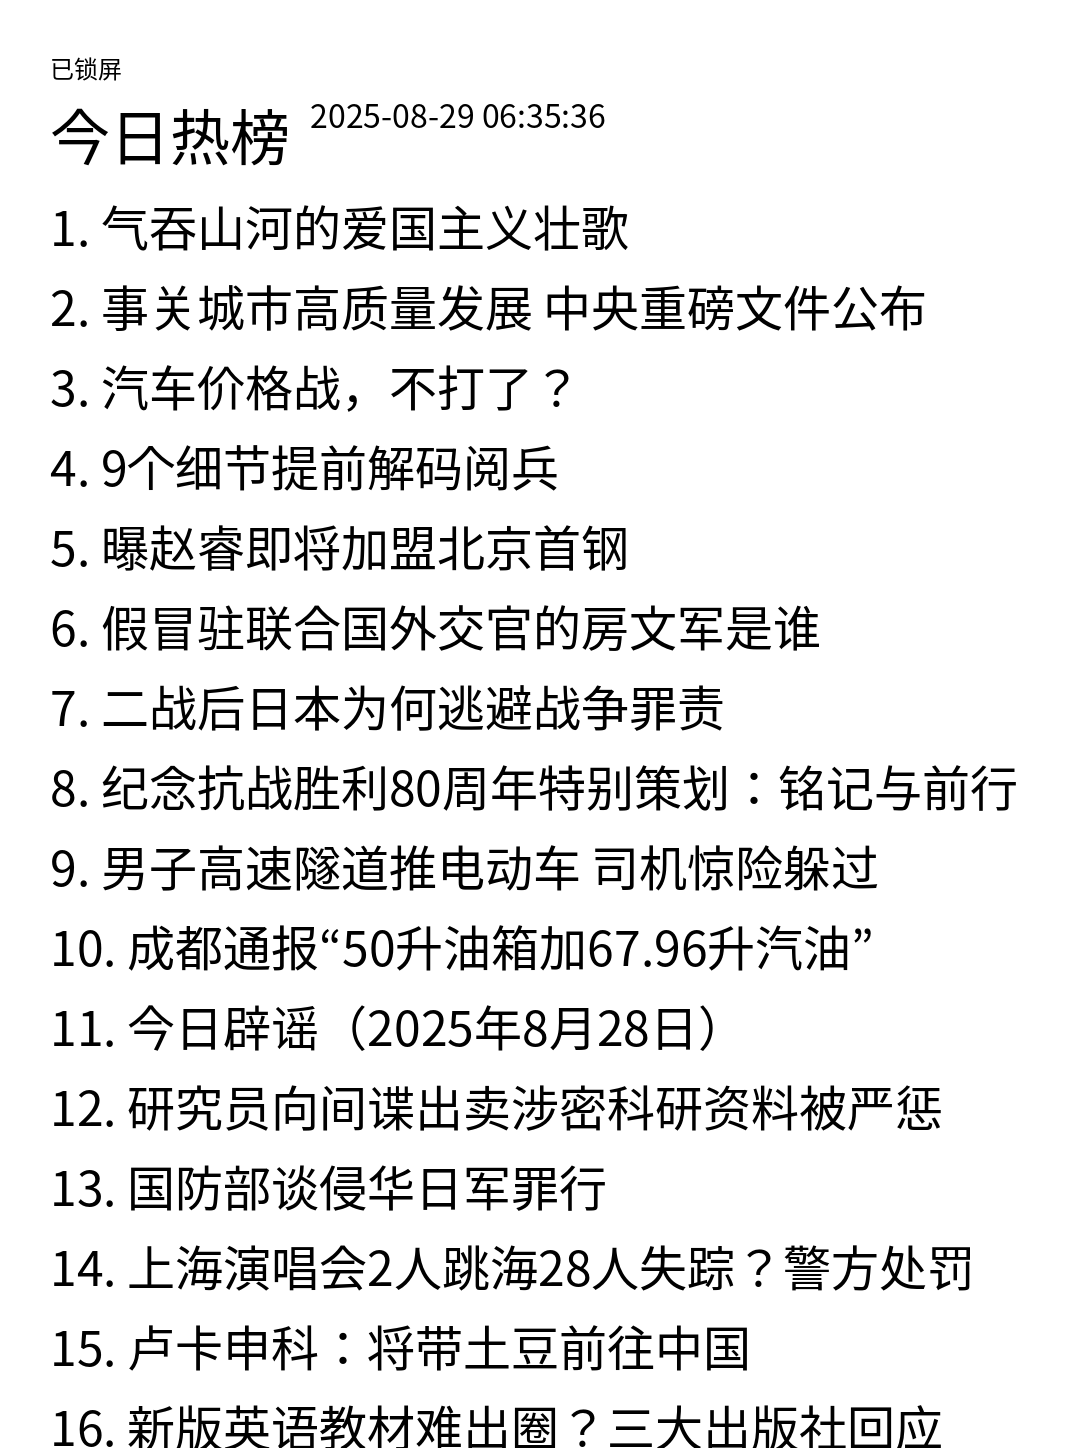 已锁屏
今日热榜 2025-08-29 06:35:36
1. 气吞山河的爱国主义壮歌
2. 事关城市高质量发展 中央重磅文件公布
3. 汽车价格战，不打了？
4. 9个细节提前解码阅兵
5. 曝赵睿即将加盟北京首钢
6. 假冒驻联合国外交官的房文军是谁
7. 二战后日本为何逃避战争罪责
8. 纪念抗战胜利80周年特别策划：铭记与前行
9. 男子高速隧道推电动车 司机惊险躲过
10. 成都通报“50升油箱加67.96升汽油”
11. 今日辟谣（2025年8月28日）
12. 研究员向间谍出卖涉密科研资料被严惩
13. 国防部谈侵华日军罪行
14. 上海演唱会2人跳海28人失踪？警方处罚
15. 卢卡申科：将带土豆前往中国
16. 新版英语教材难出圈？三大出版社回应